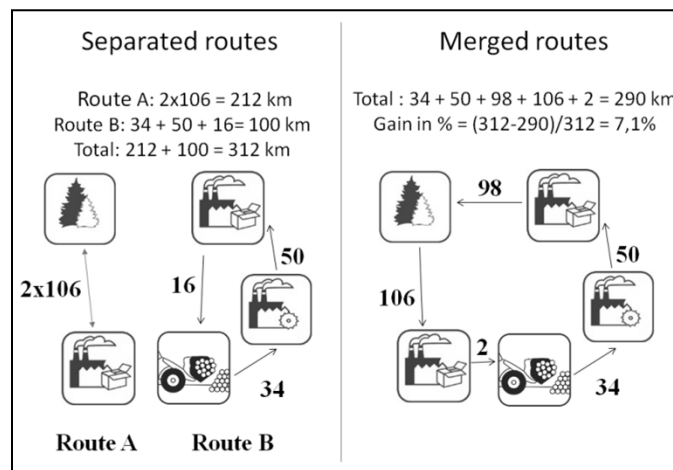 Separated routes
Route A: 2x106 = 212 km
Route B: 34 + 50 + 16= 100 km
Total: 212 + 100 = 312 km
2x106
16
50
34
Route A
Route B
Merged routes
Total : 34 + 50 + 98 + 106 + 2 = 290 km
Gain in % = (312-290)/312 = 7,1%
98
50
106
2
34